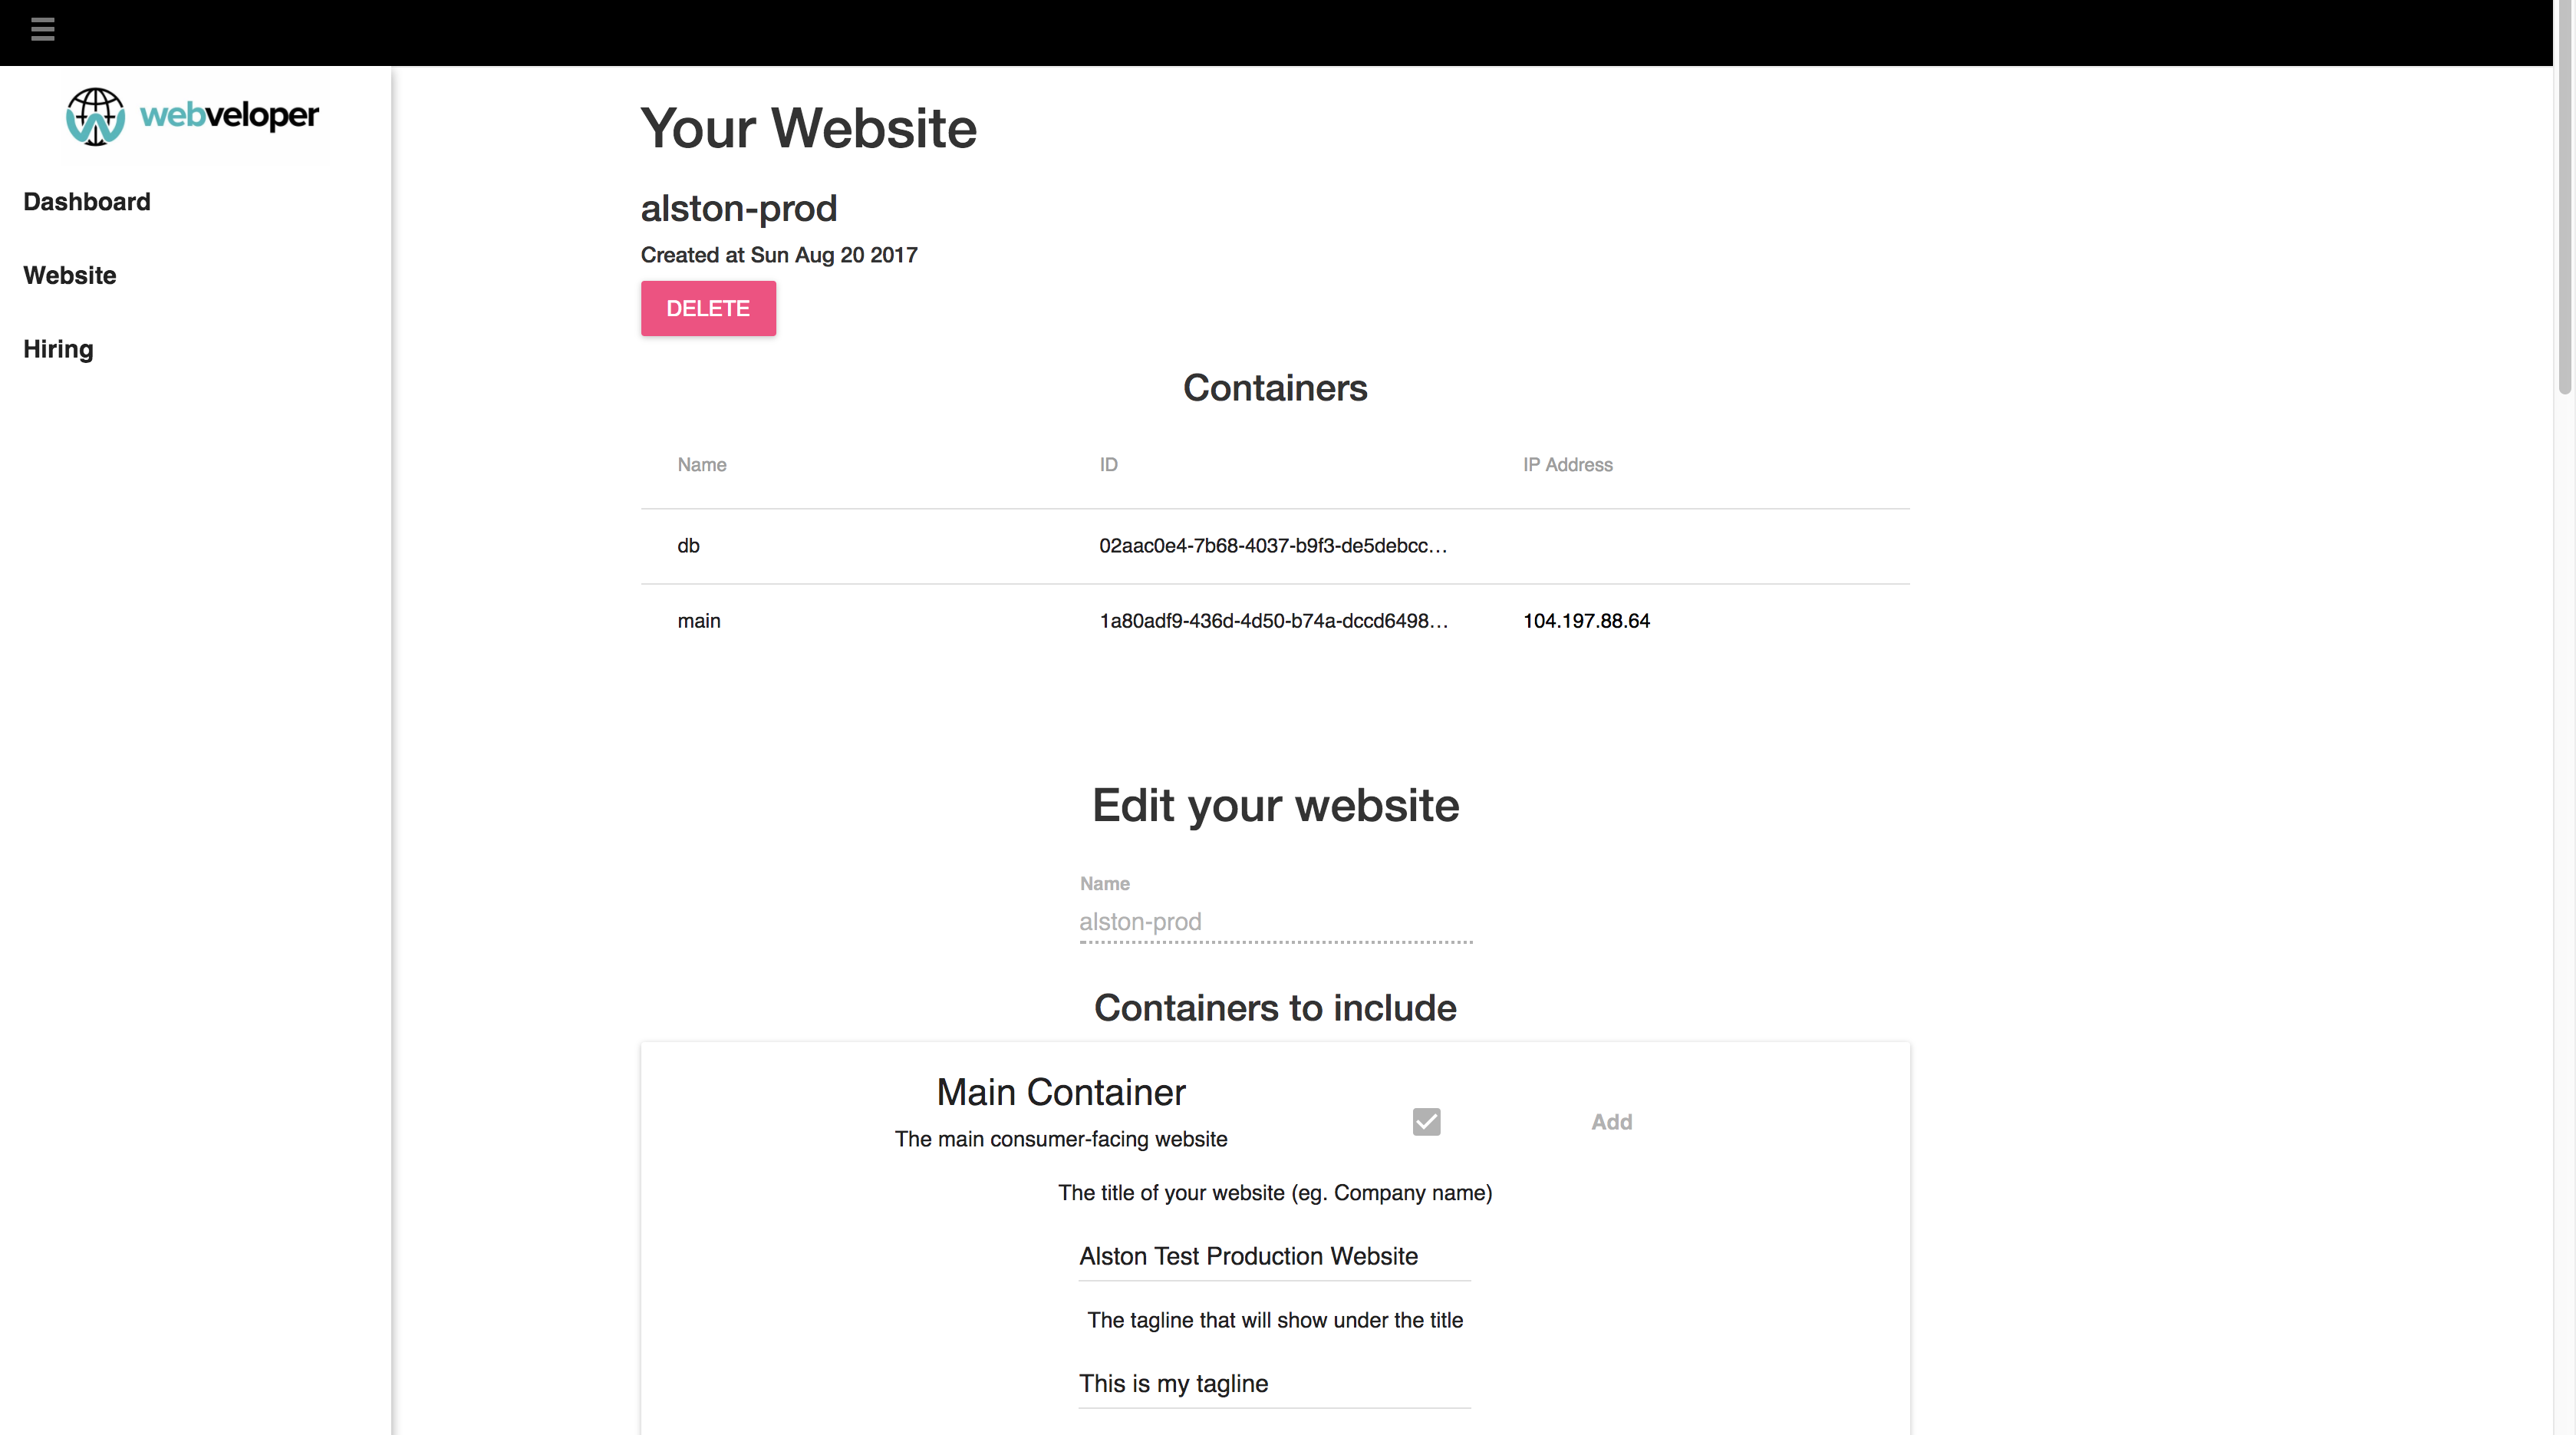 webveloper
Dashboard
Website
Hiring
Your Website
alston-prod
Created at Sun Aug 20 2017
DELETE
Containers
Name ID IP Address
db 02aac0e4-7b68-4037-b9f3-de5debcc…
main 1a80adf9-436d-4d50-b74a-dccd6498… 104.197.88.64
Edit your website
Name
alston-prod
Containers to include
Main Container
The main consumer-facing website
Add
The title of your website (eg. Company name)
Alston Test Production Website
The tagline that will show under the title
This is my tagline